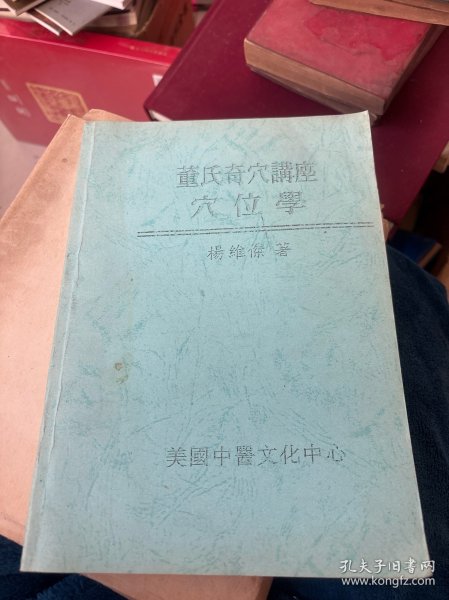 董氏奇穴講座
穴位學
楊維傑 著
美國中醫文化中心
孔夫子旧书网
www.kongfz.com